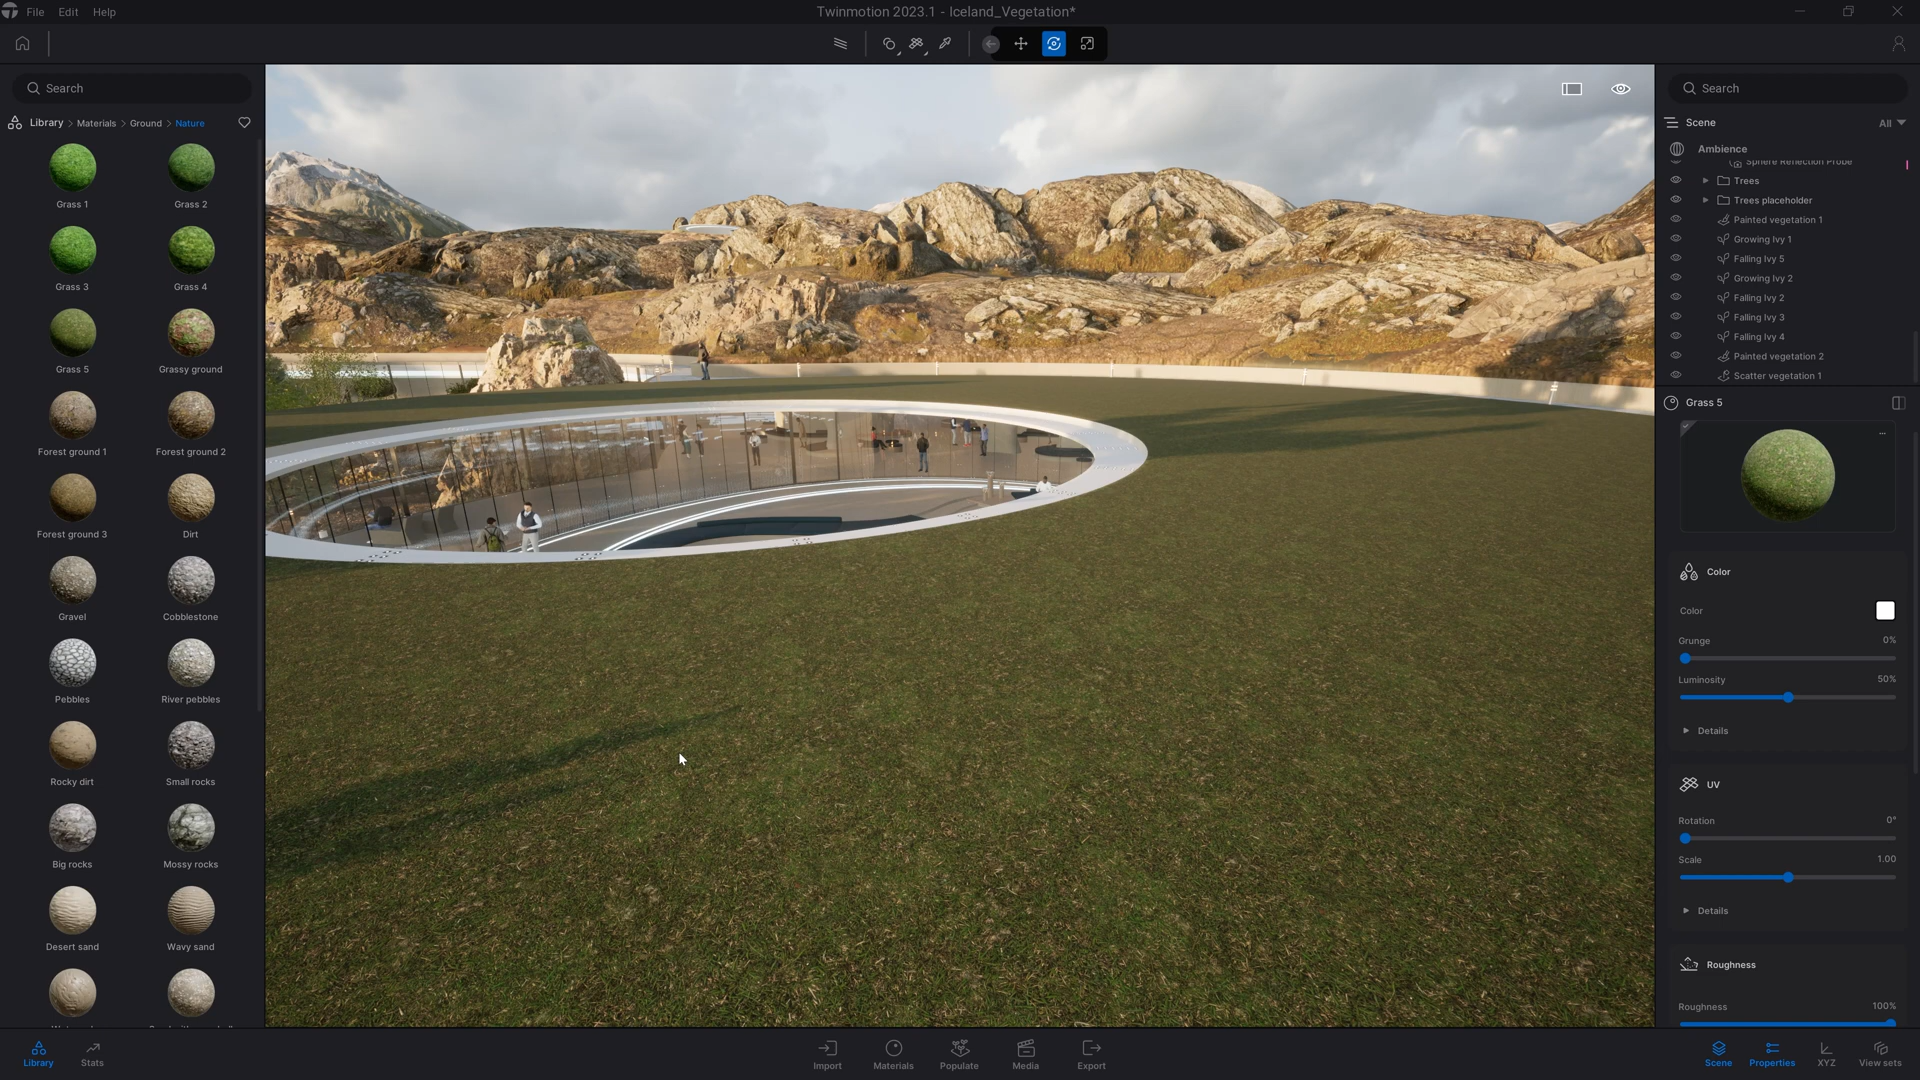 File Edit Help
Twinmotion 2023.1 - Iceland_Vegetation*
Search
Library > Materials > Ground > Nature
Grass 1
Grass 2
Grass 3
Grass 4
Grass 5
Grassy ground
Forest ground 1
Forest ground 2
Forest ground 3
Dirt
Gravel
Cobblestone
Pebbles
River pebbles
Rocky dirt
Small rocks
Big rocks
Mossy rocks
Desert sand
Wavy sand
Search
Scene
All
Ambience
Sphere Reflection Probe
Trees
Trees placeholder
Painted vegetation 1
Growing Ivy 1
Falling Ivy 5
Growing Ivy 2
Falling Ivy 2
Falling Ivy 3
Falling Ivy 4
Painted vegetation 2
Scatter vegetation 1
Grass 5
Color
Color
Grunge 0%
Luminosity 50%
Details
UV
Rotation 0°
Scale 1.00
Details
Roughness
Roughness 100%
Library
Stats
Import
Materials
Populate
Media
Export
Scene
Properties
XYZ
View sets